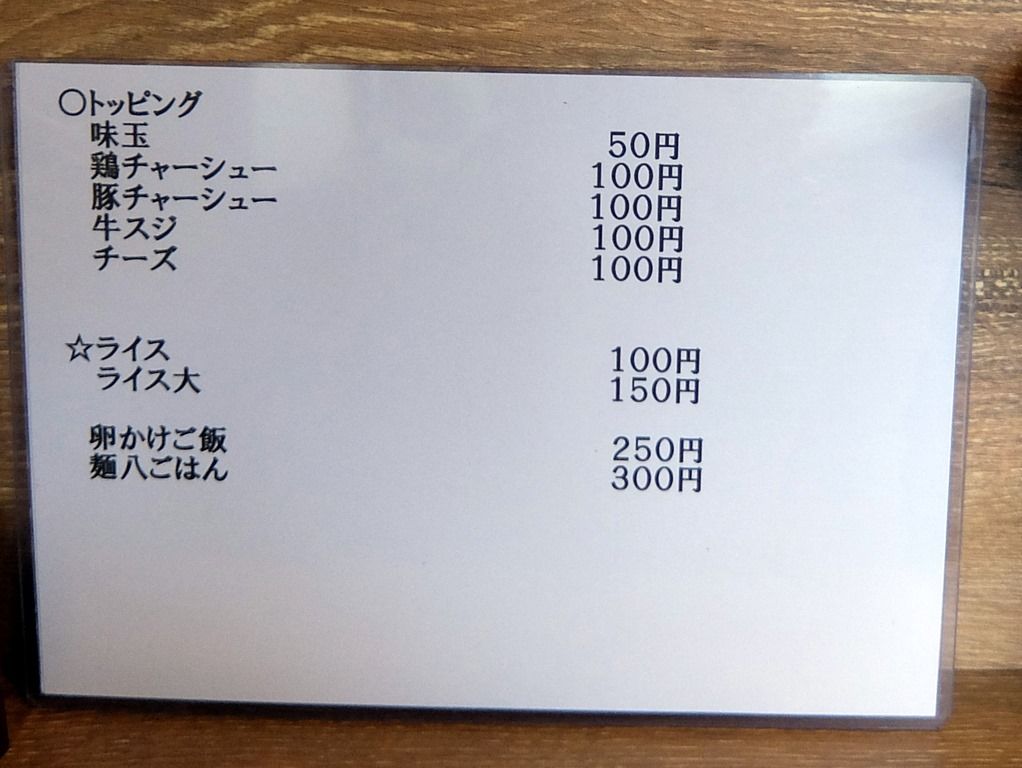 〇トッピング
味玉 50円
鶏チャーシュー 100円
豚チャーシュー 100円
牛スジ 100円
チーズ 100円
☆ライス 100円
ライス大 150円
卵かけご飯 250円
麺八ごはん 300円